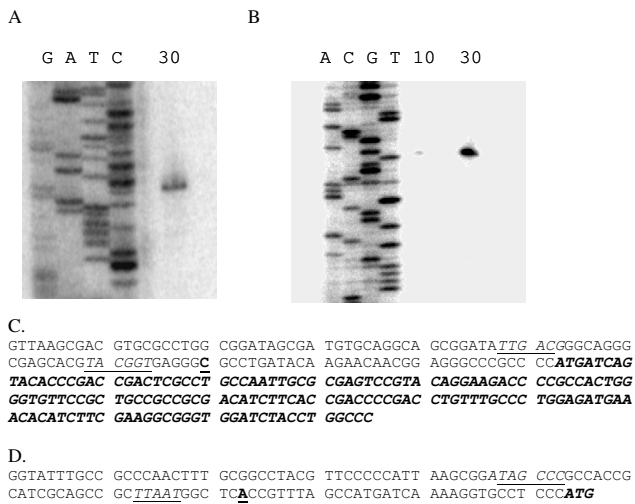 A
B
G A T C 30
A C G T 10 30
C.
GTTAAGCGAC GTGCGCCTGG CGGATAGCGA TGTGCAGGCA GCGGATATTG ACGGGCAGGG
CGAGCACGTA CGGTGAGGGC GCCTGATACA AGAACAACGG AGGGCCCGCC CCATGATCAG
TACACCCGAC CGACTCGCCT GCCAATTGCG CGAGTCCGTA CAGGAAGACC CCGCCACTGG
GGTGTTCCGC TGCCGCCGCG ACATCTTCAC CGACCCCGAC CTGTTTGCCC TGGAGATGAA
ACACATCTTC GAAGGCGGGT GGATCTACCT GGCCC
D.
GGTATTTGCC GCCCAACTTT GCGGCCTACG TTCCCCCATT AAGCGGATAG CCCGCCACCG
CATCGCAGCC GCTTAATGGC TCACCGTTTA GCCATGATCA AAAGGTGCCT CCCATG